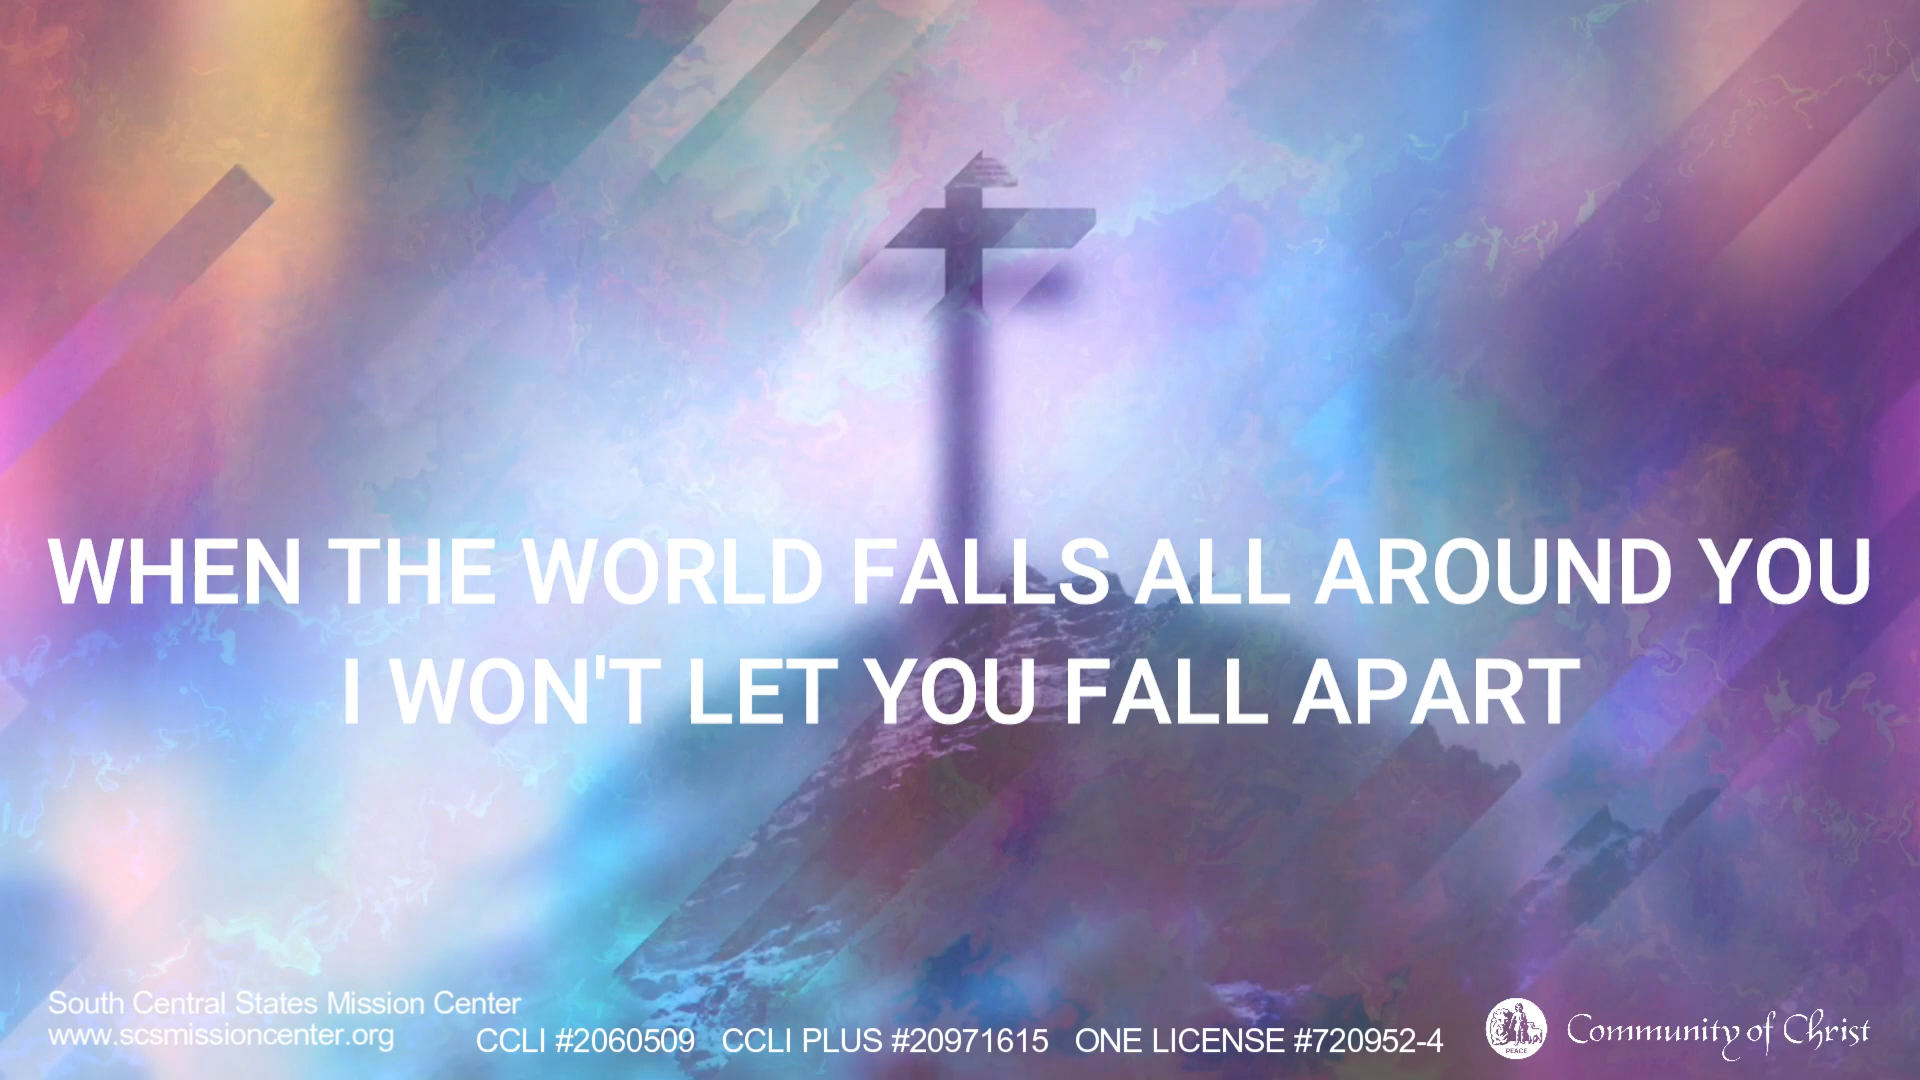 WHEN THE WORLD FALLS ALL AROUND YOU
I WON'T LET YOU FALL APART
South Central States Mission Center
www.scsmissioncenter.org
CCLI #2060509 CCLI PLUS #20971615 ONE LICENSE #720952-4
PEACE
Community of Christ